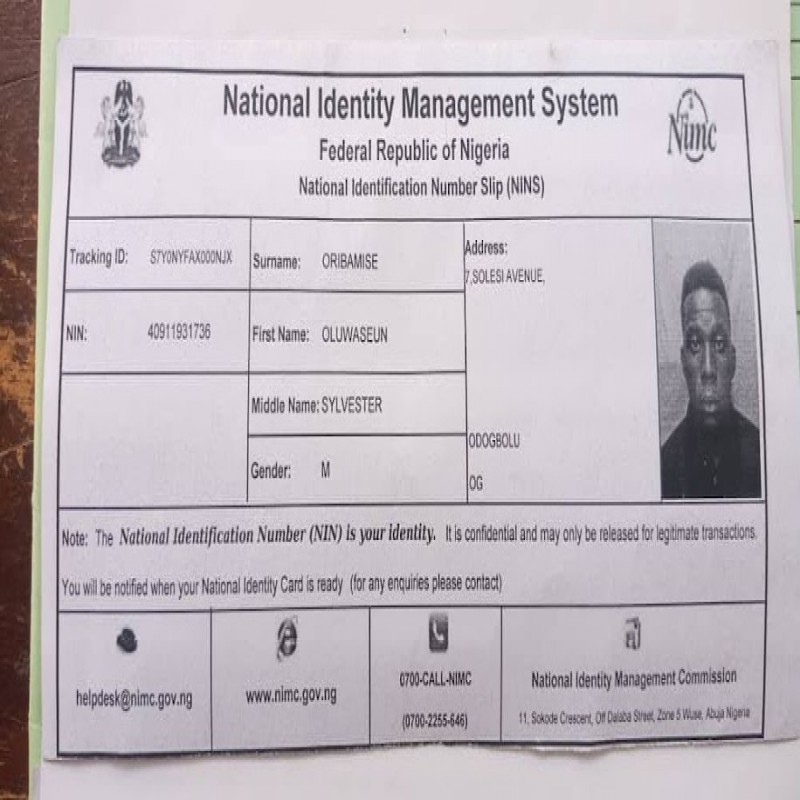 National Identity Management System
Federal Republic of Nigeria
National Identification Number Slip (NINS)
Nimc
Tracking ID: S7Y0NYFAX000NJX
Surname: ORIBAMISE
Address:
7,SOLESI AVENUE,
NIN: 40911931736
First Name: OLUWASEUN
Middle Name: SYLVESTER
ODOGBOLU
Gender: M
OG
Note: The National Identification Number (NIN) is your identity. It is confidential and may only be released for legitimate transactions.
You will be notified when your National Identity Card is ready (for any enquiries please contact)
helpdesk@nimc.gov.ng
www.nimc.gov.ng
0700-CALL-NIMC
(0700-2255-646)
National Identity Management Commission
11, Sokode Crescent, Off Dalaba Street, Zone 5 Wuse, Abuja Nigeria